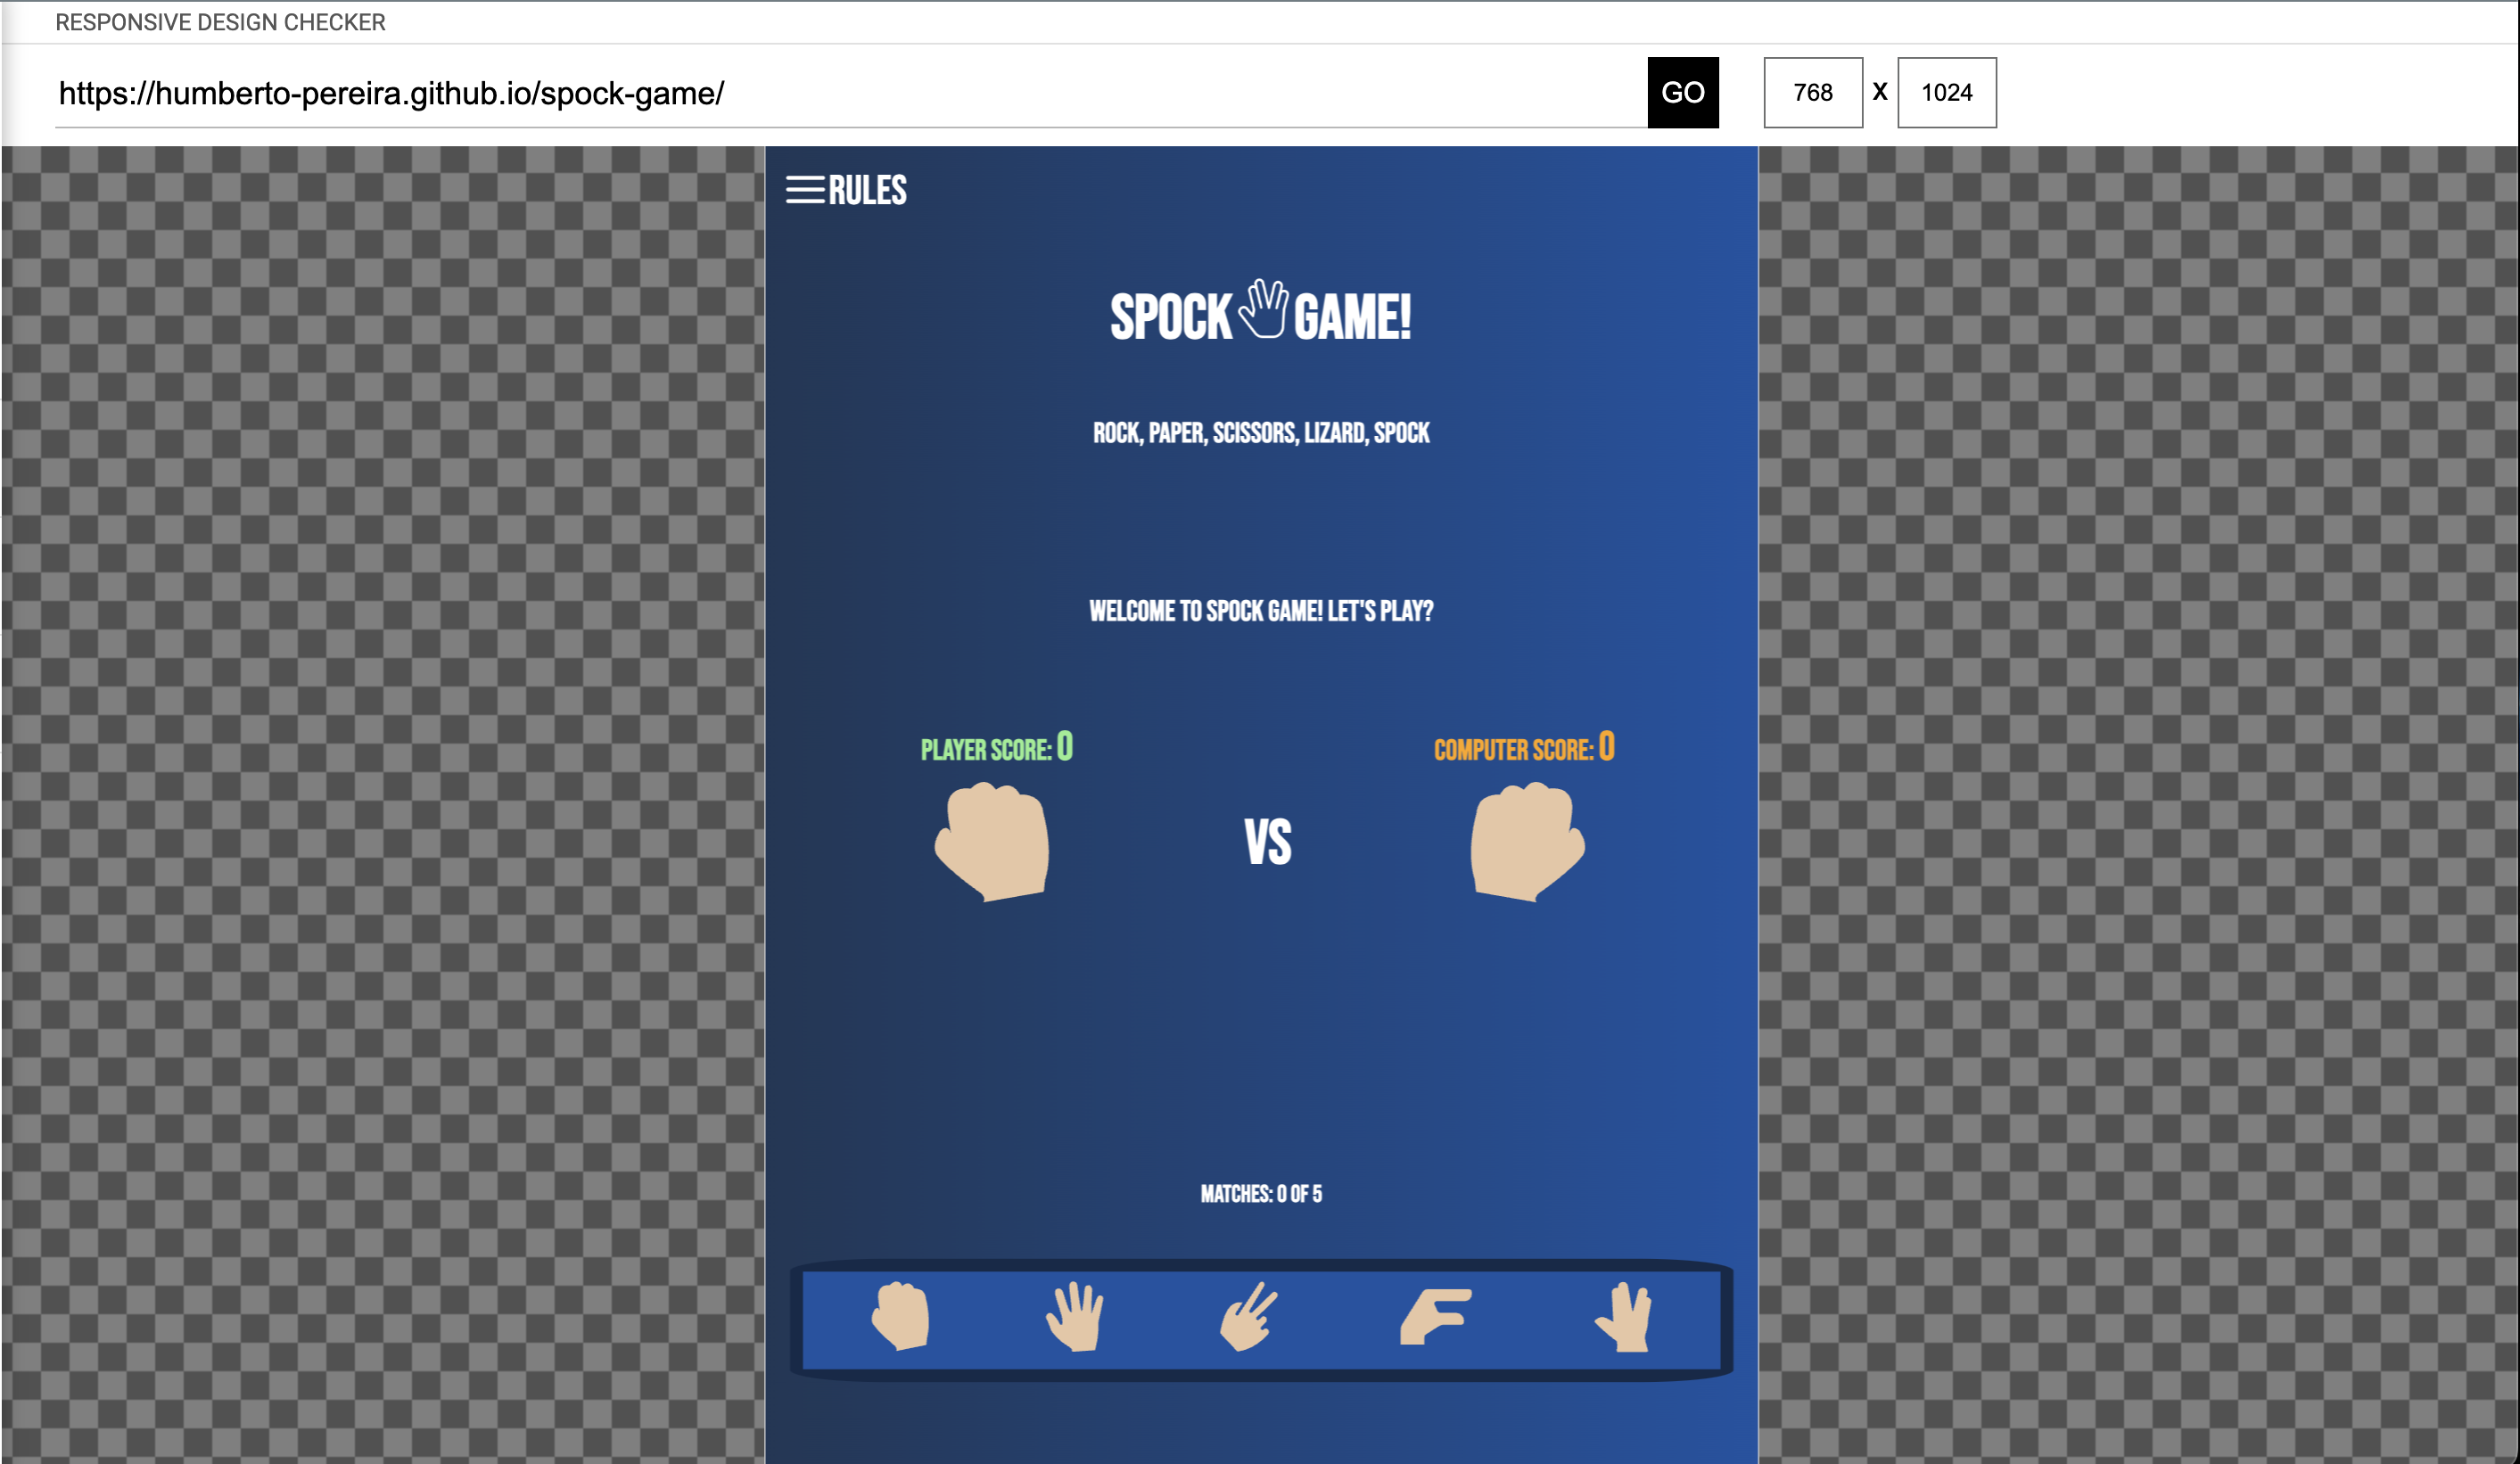 RESPONSIVE DESIGN CHECKER
https://humberto-pereira.github.io/spock-game/
GO
768 X 1024
RULES
SPOCK GAME!
ROCK, PAPER, SCISSORS, LIZARD, SPOCK
WELCOME TO SPOCK GAME! LET'S PLAY?
PLAYER SCORE: 0
COMPUTER SCORE: 0
VS
MATCHES: 0 OF 5